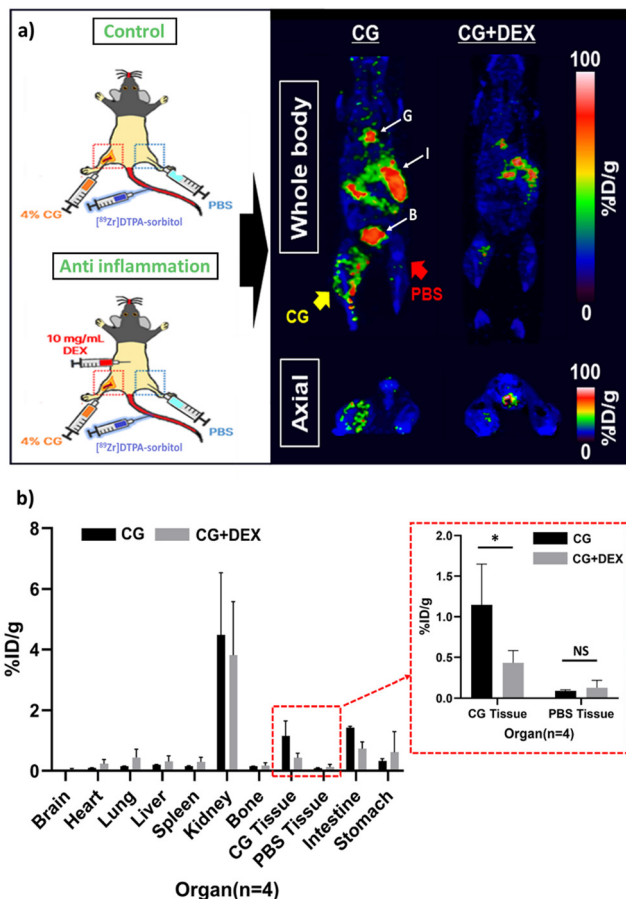 a)
Control
4% CG
[⁸⁹Zr]DTPA-sorbitol
PBS
Anti inflammation
10 mg/mL
DEX
4% CG
[⁸⁹Zr]DTPA-sorbitol
PBS
CG
CG+DEX
Whole body
G
I
B
CG
PBS
100
%ID/g
0
Axial
100
%ID/g
0
b)
CG
CG+DEX
%ID/g
8
6
4
2
0
Brain
Heart
Lung
Liver
Spleen
Kidney
Bone
CG Tissue
PBS Tissue
Intestine
Stomach
Organ(n=4)
CG
CG+DEX
%ID/g
2.0
1.5
1.0
0.5
0.0
*
NS
CG Tissue
PBS Tissue
Organ(n=4)